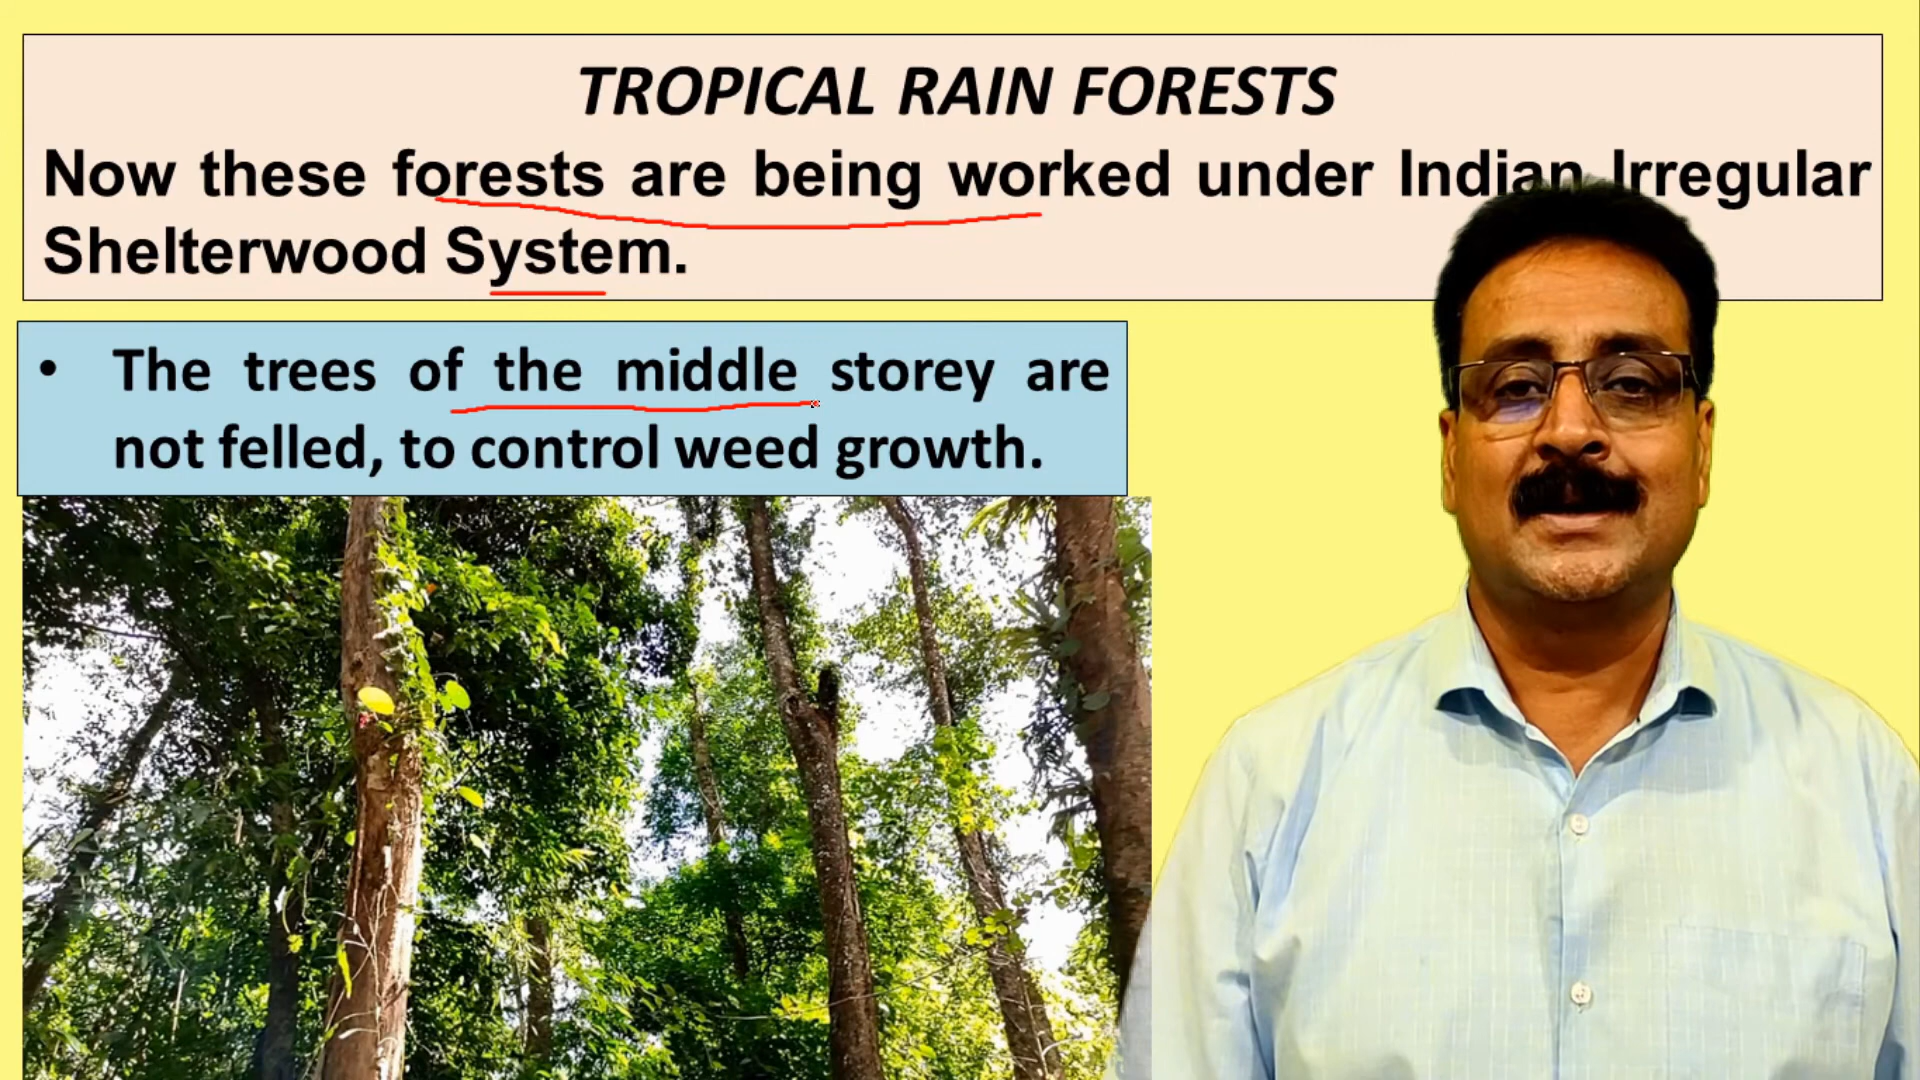 TROPICAL RAIN FORESTS
Now these forests are being worked under Indian Irregular
Shelterwood System.
• The trees of the middle storey are
not felled, to control weed growth.